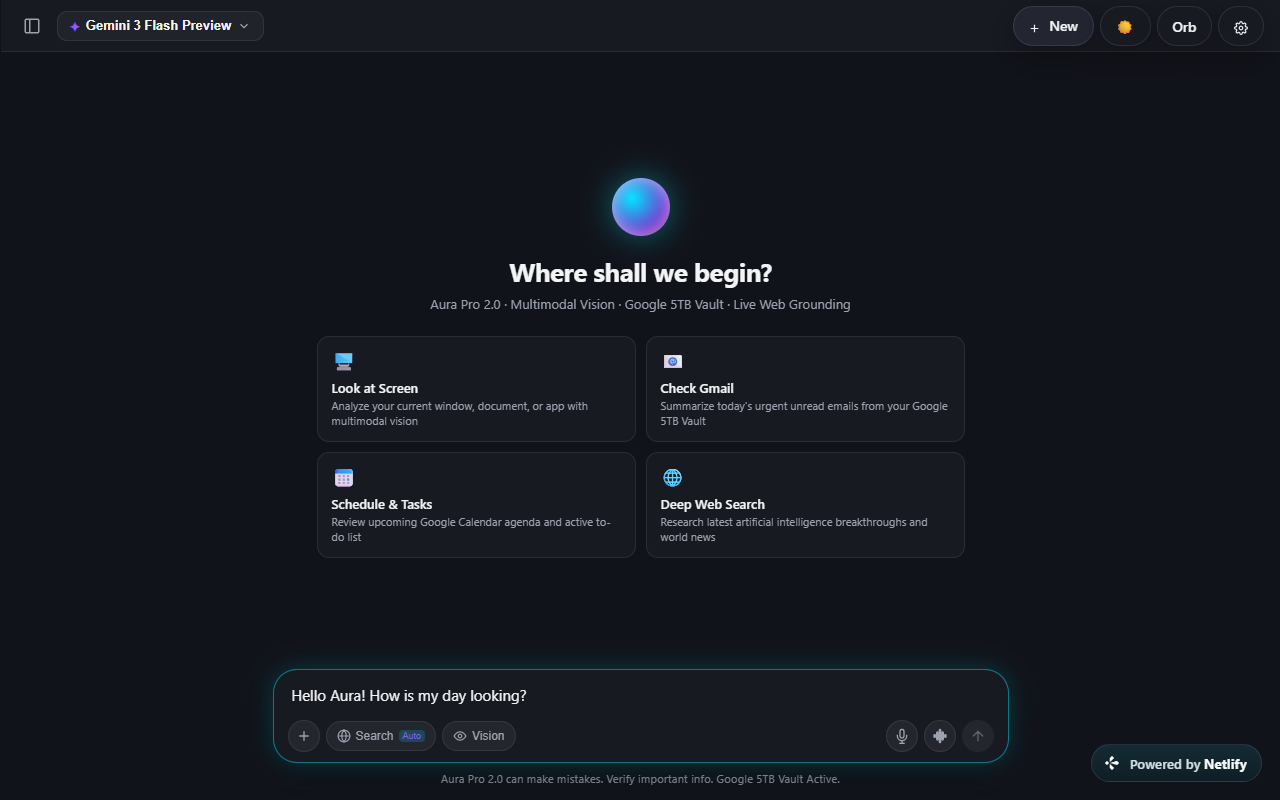 Gemini 3 Flash Preview
+ New
Orb
Where shall we begin?
Aura Pro 2.0 · Multimodal Vision · Google 5TB Vault · Live Web Grounding
Look at Screen
Analyze your current window, document, or app with
multimodal vision
Check Gmail
Summarize today's urgent unread emails from your Google
5TB Vault
Schedule & Tasks
Review upcoming Google Calendar agenda and active to-
do list
Deep Web Search
Research latest artificial intelligence breakthroughs and
world news
Hello Aura! How is my day looking?
Search Auto
Vision
Aura Pro 2.0 can make mistakes. Verify important info. Google 5TB Vault Active.
Powered by Netlify